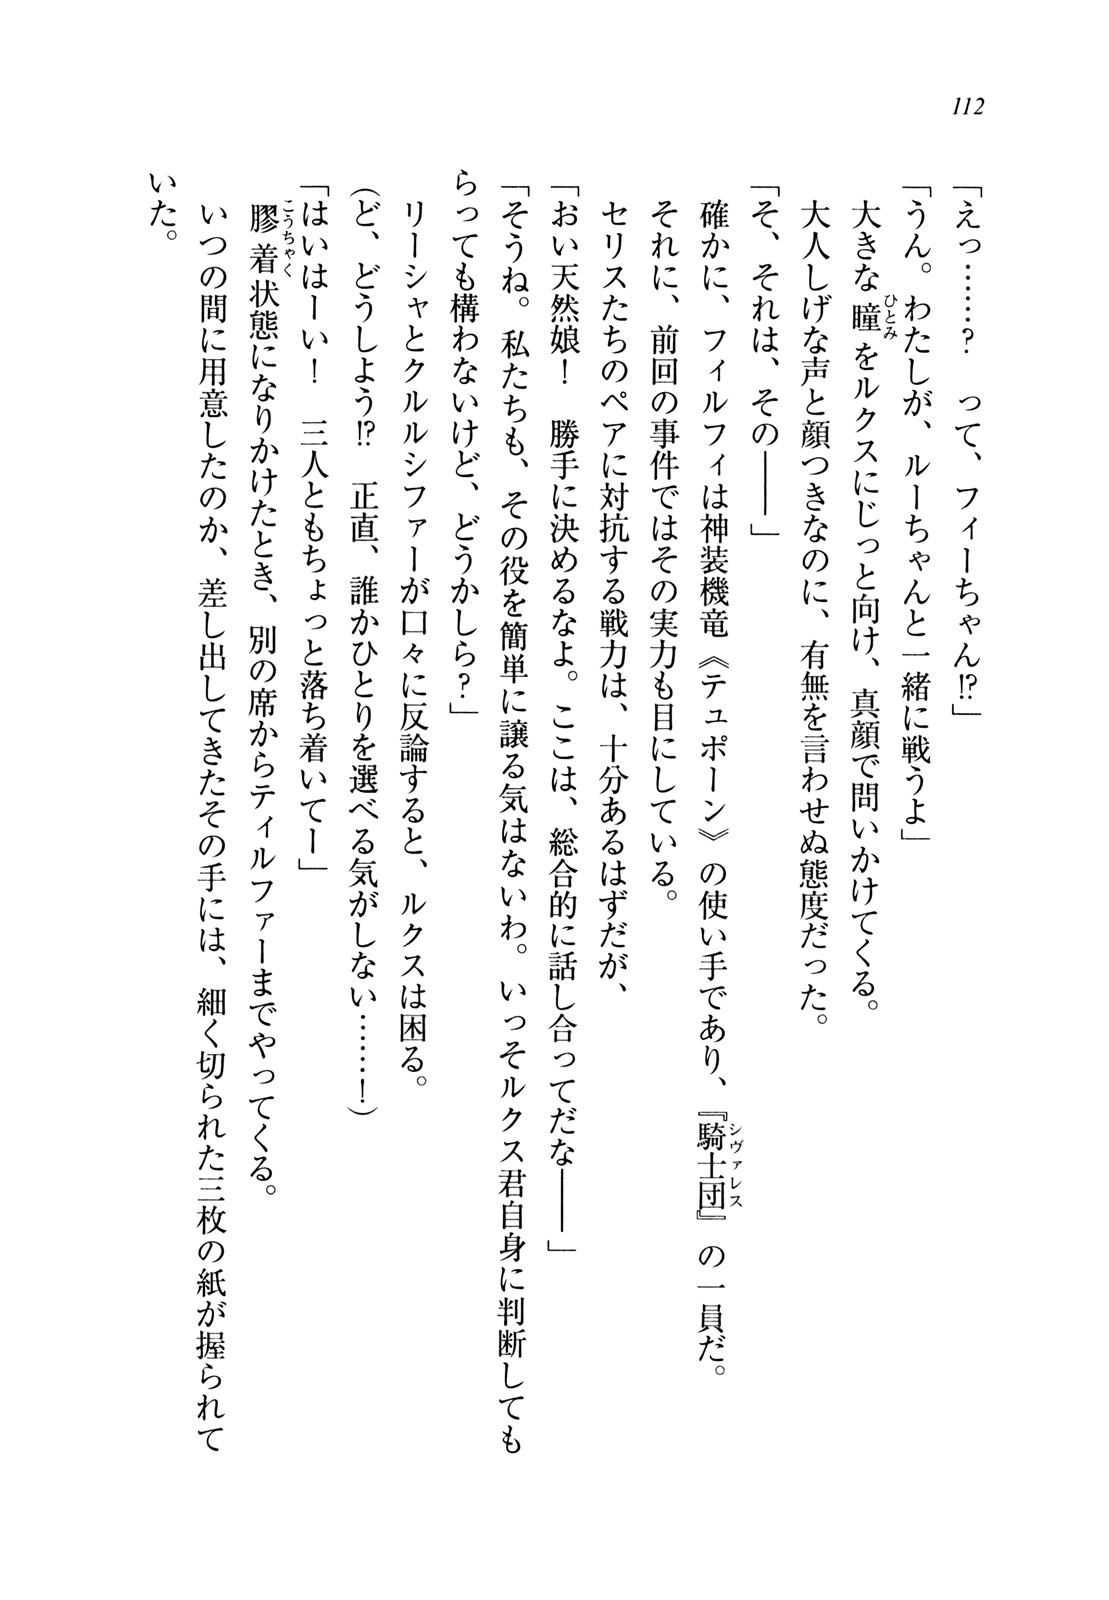 112
「えっ……？　って、フィーちゃん⁉」
「うん。わたしが、ルーちゃんと一緒に戦うよ」
　大きな瞳をルクスにじっと向け、真顔で問いかけてくる。
　大人しげな声と顔つきなのに、有無を言わせぬ態度だった。
「そ、それは、その――」
　確かに、フィルフィは神装機竜《テュポーン》の使い手であり、『騎士団』の一員だ。
　それに、前回の事件ではその実力も目にしている。
　セリスたちのペアに対抗する戦力は、十分あるはずだが、
「おい天然娘！　勝手に決めるなよ。ここは、総合的に話し合ってだな――」
「そうね。私たちも、その役を簡単に譲る気はないわ。いっそルクス君自身に判断しても
らっても構わないけど、どうかしら？」
　リーシャとクルルシファーが口々に反論すると、ルクスは困る。
（ど、どうしよう⁉　正直、誰かひとりを選べる気がしない……！）
「はいはーい！　三人ともちょっと落ち着いてー」
　膠着状態になりかけたとき、別の席からティルファーまでやってくる。
　いつの間に用意したのか、差し出してきたその手には、細く切られた三枚の紙が握られて
いた。
ひとみ
シヴァレス
こうちゃく